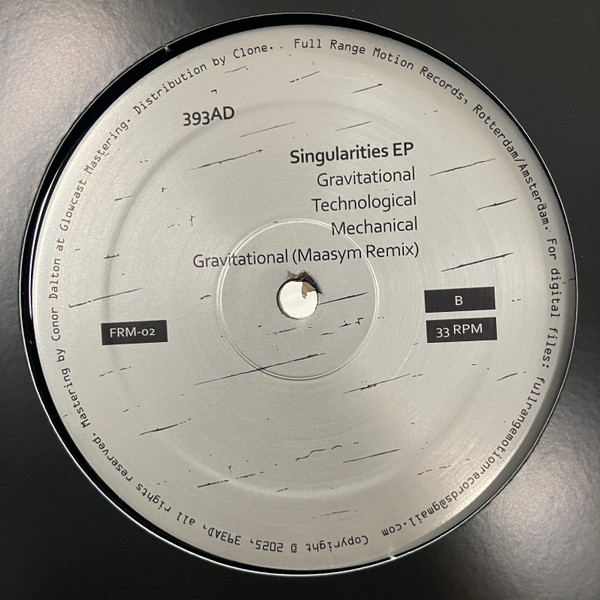 393AD
Singularities EP
Gravitational
Technological
Mechanical
Gravitational (Maasym Remix)
B
FRM-02
33 RPM
Full Range Motion Records, Rotterdam/Amsterdam. For digital files: fullrangemotionrecords@gmail.com Copyright © 2025, 393AD, all rights reserved. Mastering by Conor Dalton at Glowcast Mastering. Distribution by Clone.